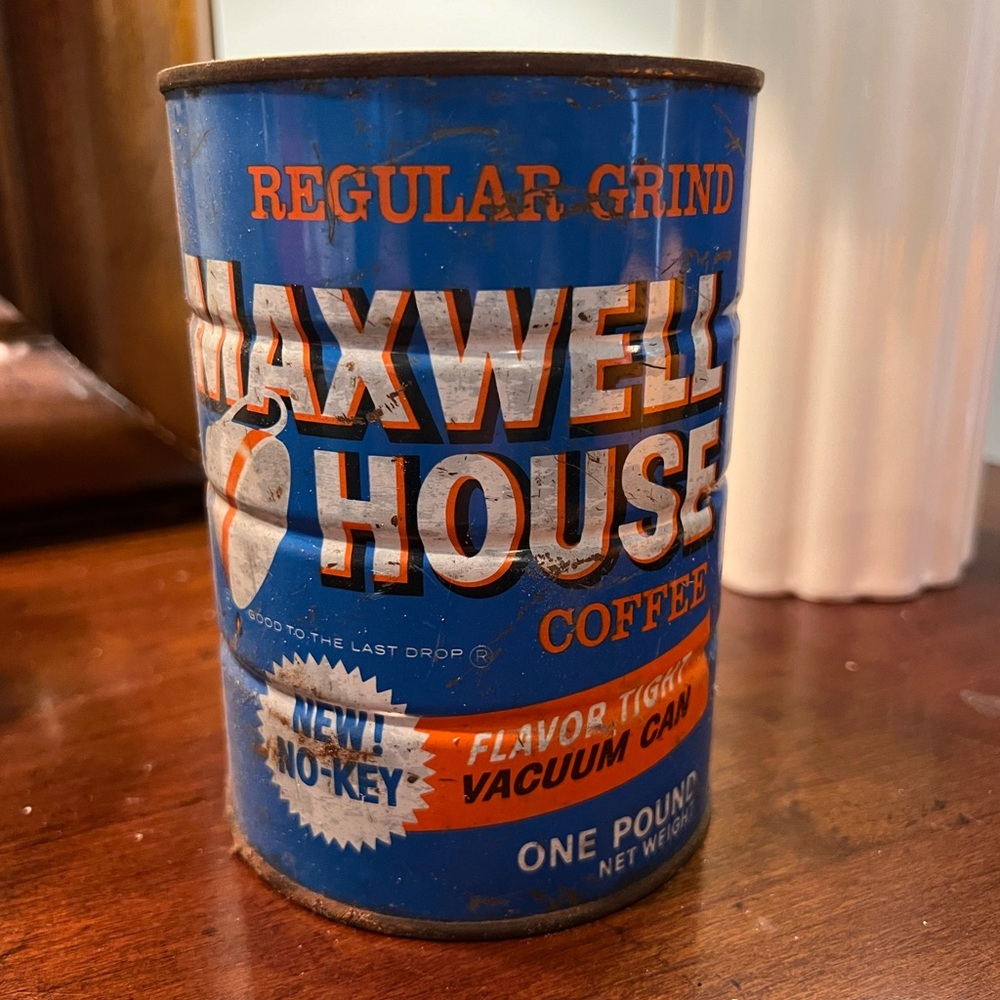 REGULAR GRIND
MAXWELL
HOUSE
COFFEE
GOOD TO THE LAST DROP ®
NEW!
NO-KEY
FLAVOR TIGHT
VACUUM CAN
ONE POUND
NET WEIGHT